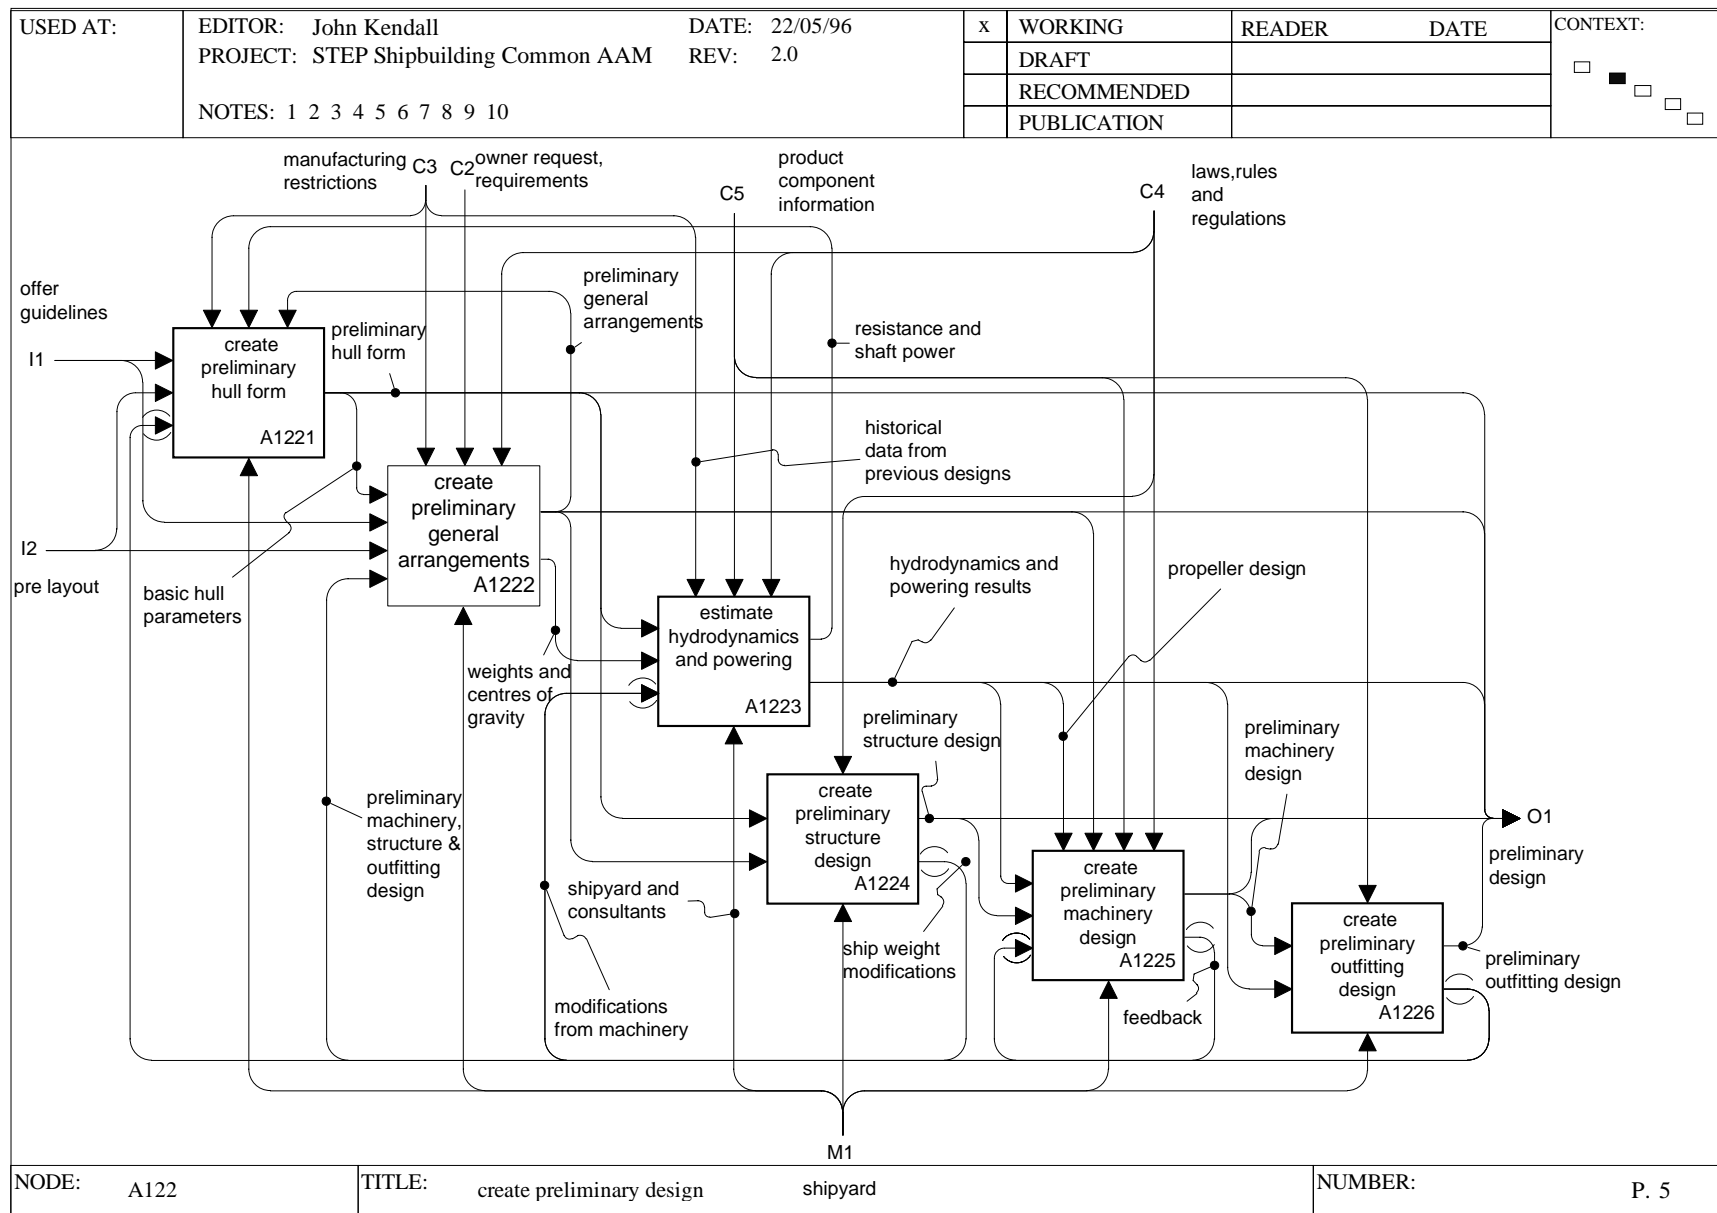 USED AT:
EDITOR: John Kendall
DATE: 22/05/96
PROJECT: STEP Shipbuilding Common AAM
REV: 2.0
NOTES: 1 2 3 4 5 6 7 8 9 10
x WORKING
DRAFT
RECOMMENDED
PUBLICATION
READER DATE
CONTEXT:
manufacturing
restrictions
C3
C2
owner request,
requirements
C5
product
component
information
C4
laws,rules
and
regulations
offer
guidelines
I1
preliminary
general
arrangements
preliminary
hull form
resistance and
shaft power
create
preliminary
hull form
A1221
historical
data from
previous designs
create
preliminary
general
arrangements
A1222
I2
pre layout
basic hull
parameters
hydrodynamics and
powering results
propeller design
estimate
hydrodynamics
and powering
A1223
weights and
centres of
gravity
preliminary
structure design
preliminary
machinery
design
preliminary
machinery,
structure &
outfitting
design
create
preliminary
structure
design
A1224
O1
preliminary
design
shipyard and
consultants
create
preliminary
machinery
design
A1225
ship weight
modifications
create
preliminary
outfitting
design
A1226
preliminary
outfitting design
modifications
from machinery
feedback
M1
NODE: A122
TITLE: create preliminary design
shipyard
NUMBER:
P. 5